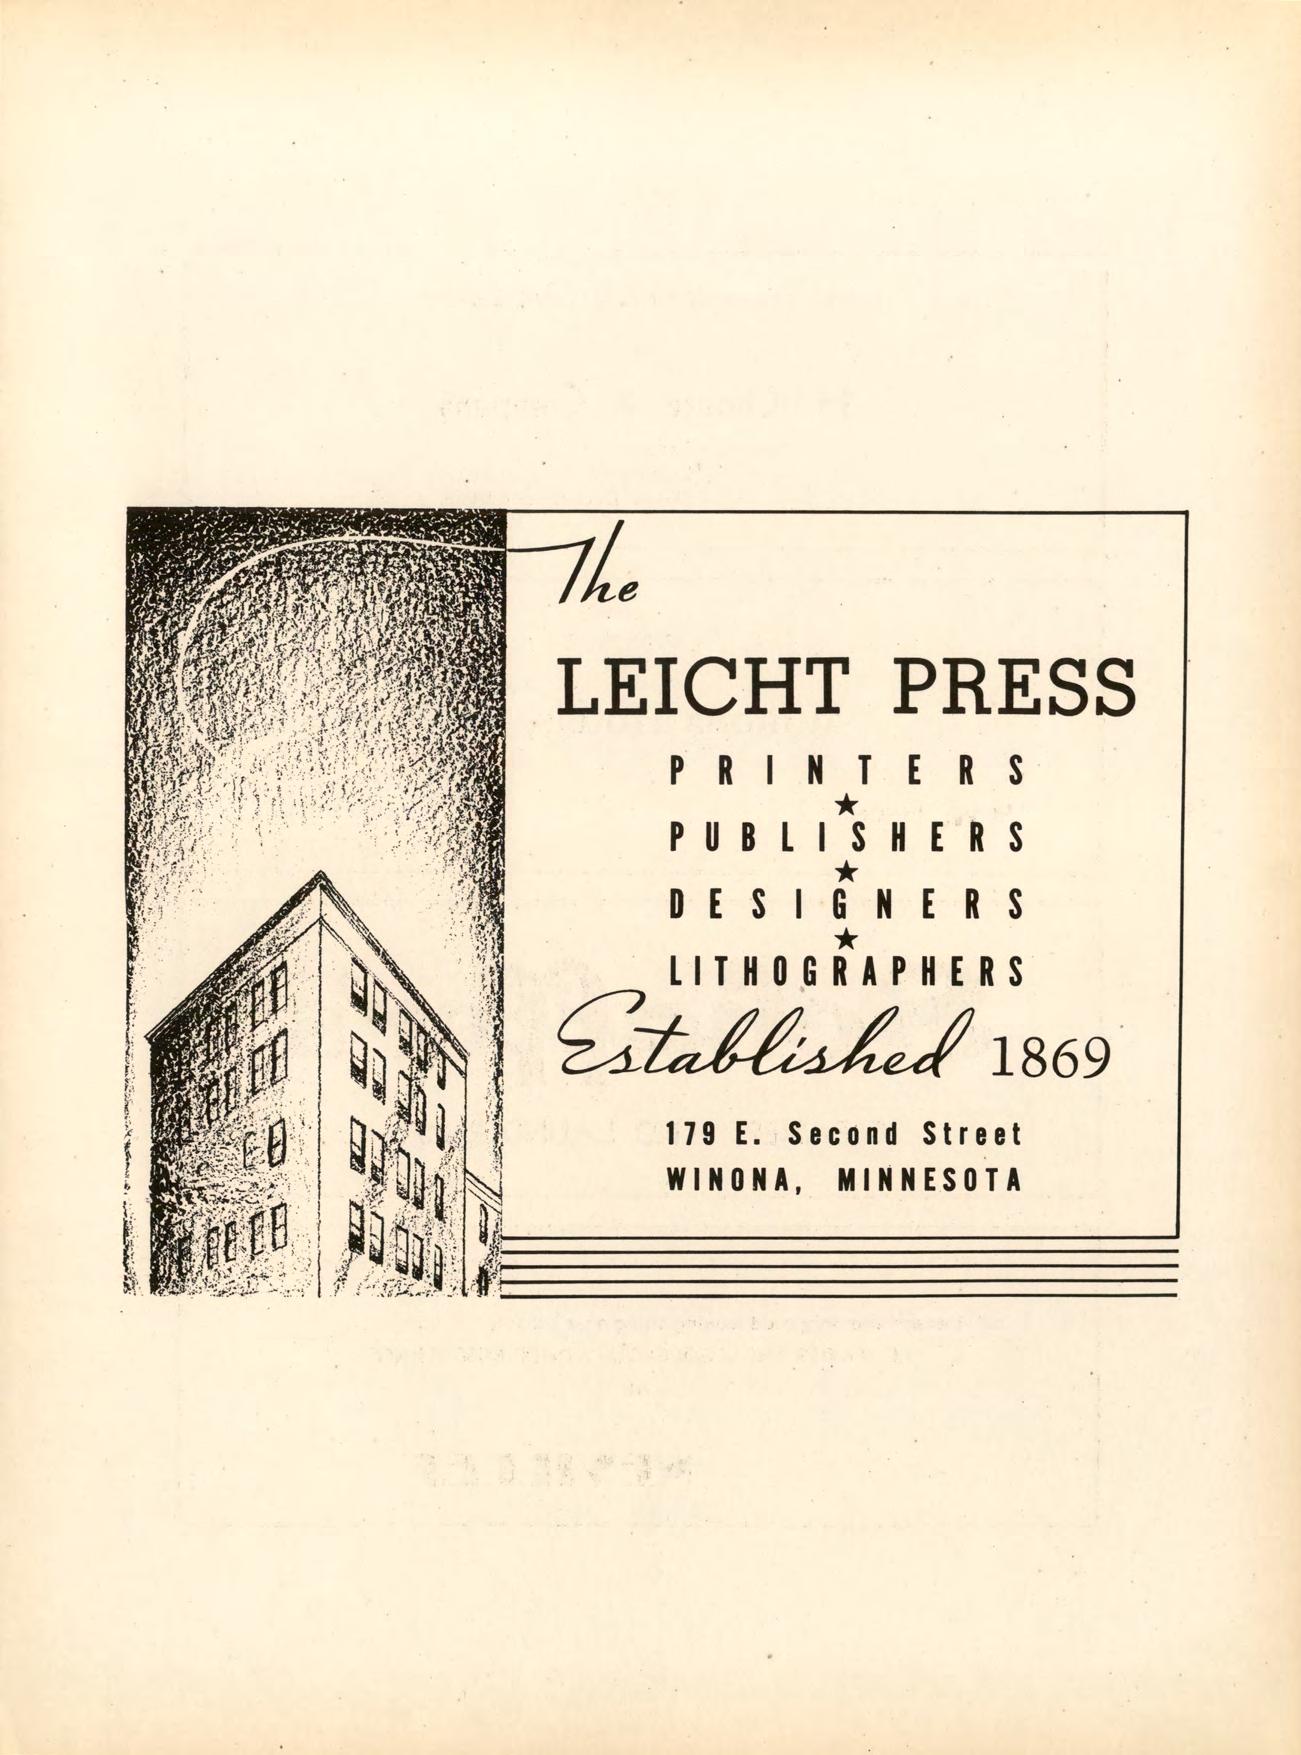 The
LEICHT PRESS
PRINTERS
★
PUBLISHERS
★
DESIGNERS
★
LITHOGRAPHERS
Established 1869
179 E. Second Street
WINONA, MINNESOTA